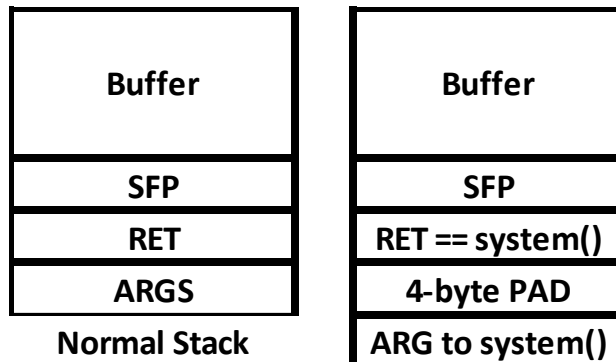 Buffer
SFP
RET
ARGS
Normal Stack
Buffer
SFP
RET == system()
4-byte PAD
ARG to system()